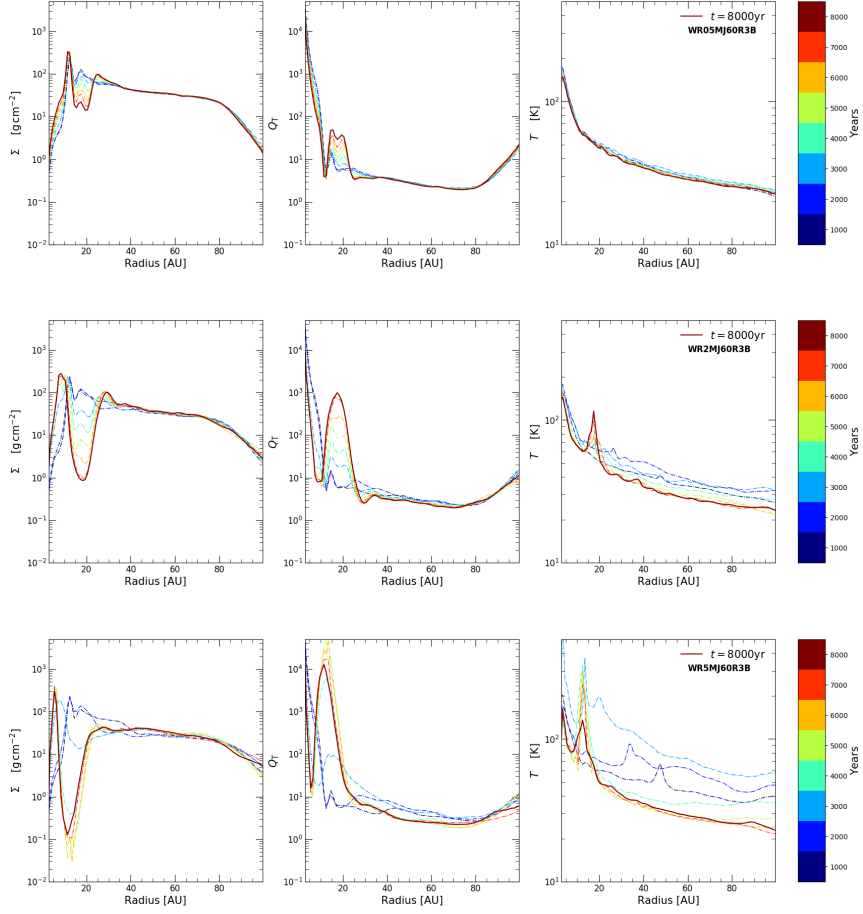 t = 8000yr
WR05MJ60R3B
10³
10²
10¹
10⁰
10⁻¹
10⁻²
Σ [g cm⁻²]
20 40 60 80
Radius [AU]
10⁴
10³
10²
10¹
10⁰
10⁻¹
Q_T
20 40 60 80
Radius [AU]
10²
10¹
T [K]
20 40 60 80
Radius [AU]
8000
7000
6000
5000
4000
3000
2000
1000
Years
t = 8000yr
WR2MJ60R3B
10³
10²
10¹
10⁰
10⁻¹
10⁻²
Σ [g cm⁻²]
20 40 60 80
Radius [AU]
10⁴
10³
10²
10¹
10⁰
10⁻¹
Q_T
20 40 60 80
Radius [AU]
10²
10¹
T [K]
20 40 60 80
Radius [AU]
8000
7000
6000
5000
4000
3000
2000
1000
Years
t = 8000yr
WR5MJ60R3B
10³
10²
10¹
10⁰
10⁻¹
10⁻²
Σ [g cm⁻²]
20 40 60 80
Radius [AU]
10⁴
10³
10²
10¹
10⁰
10⁻¹
Q_T
20 40 60 80
Radius [AU]
10²
10¹
T [K]
20 40 60 80
Radius [AU]
8000
7000
6000
5000
4000
3000
2000
1000
Years